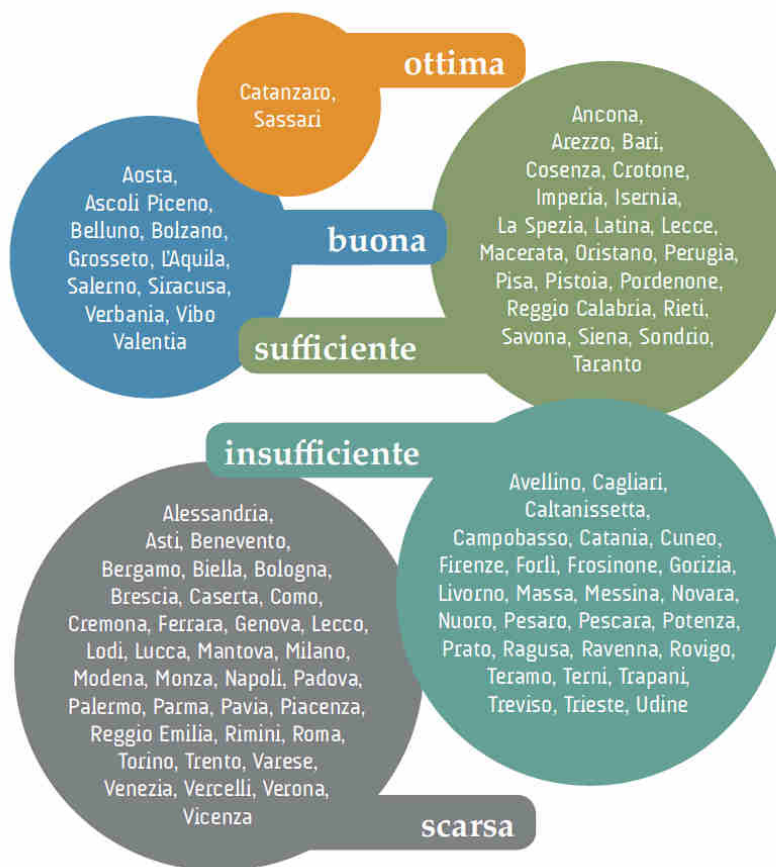 ottima
Catanzaro,
Sassari
Aosta,
Ascoli Piceno,
Belluno, Bolzano,
Grosseto, L'Aquila,
Salerno, Siracusa,
Verbania, Vibo
Valentia
buona
Ancona,
Arezzo, Bari,
Cosenza, Crotone,
Imperia, Isernia,
La Spezia, Latina, Lecce,
Macerata, Oristano, Perugia,
Pisa, Pistoia, Pordenone,
Reggio Calabria, Rieti,
Savona, Siena, Sondrio,
Taranto
sufficiente
insufficiente
Avellino, Cagliari,
Caltanissetta,
Campobasso, Catania, Cuneo,
Firenze, Forlì, Frosinone, Gorizia,
Livorno, Massa, Messina, Novara,
Nuoro, Pesaro, Pescara, Potenza,
Prato, Ragusa, Ravenna, Rovigo,
Teramo, Terni, Trapani,
Treviso, Trieste, Udine
Alessandria,
Asti, Benevento,
Bergamo, Biella, Bologna,
Brescia, Caserta, Como,
Cremona, Ferrara, Genova, Lecco,
Lodi, Lucca, Mantova, Milano,
Modena, Monza, Napoli, Padova,
Palermo, Parma, Pavia, Piacenza,
Reggio Emilia, Rimini, Roma,
Torino, Trento, Varese,
Venezia, Vercelli, Verona,
Vicenza
scarsa